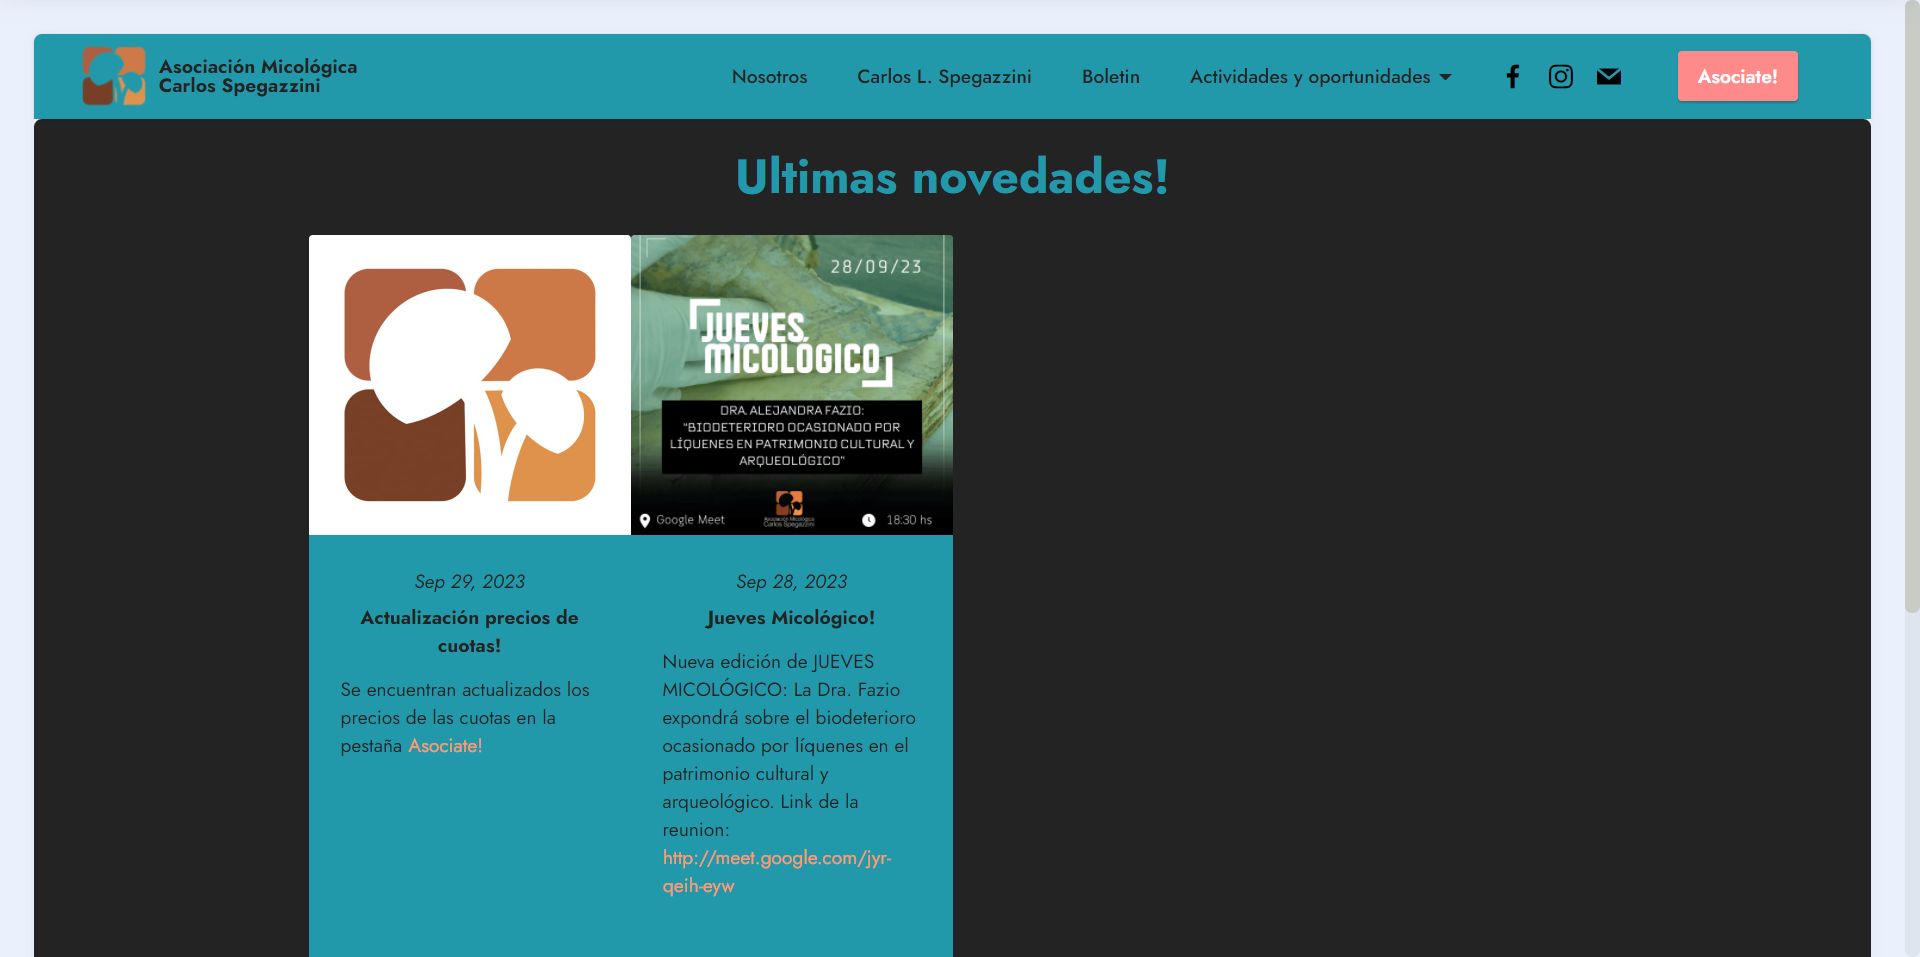 Asociación Micológica
Carlos Spegazzini
Nosotros
Carlos L. Spegazzini
Boletin
Actividades y oportunidades
Asociate!
Ultimas novedades!
28/09/23
JUEVES
MICOLÓGICO
DRA. ALEJANDRA FAZIO:
"BIODETERIORO OCASIONADO POR
LÍQUENES EN PATRIMONIO CULTURAL Y
ARQUEOLÓGICO"
Google Meet
Asociación Micológica
Carlos Spegazzini
18:30 hs
Sep 29, 2023
Actualización precios de
cuotas!
Se encuentran actualizados los
precios de las cuotas en la
pestaña Asociate!
Sep 28, 2023
Jueves Micológico!
Nueva edición de JUEVES
MICOLÓGICO: La Dra. Fazio
expondrá sobre el biodeterioro
ocasionado por líquenes en el
patrimonio cultural y
arqueológico. Link de la
reunion:
http://meet.google.com/jyr-
qeih-eyw